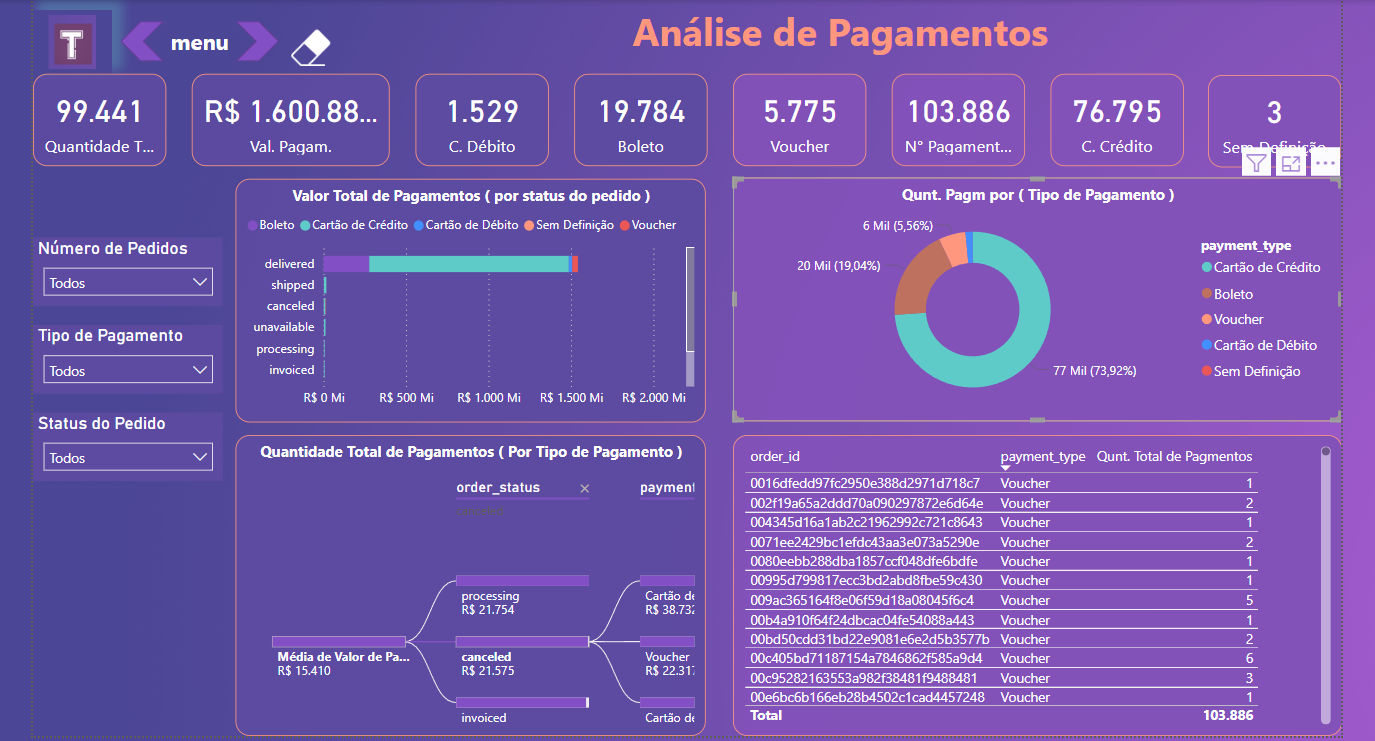 T
menu
Análise de Pagamentos
99.441
Quantidade T...
R$ 1.600.88...
Val. Pagam.
1.529
C. Débito
19.784
Boleto
5.775
Voucher
103.886
N° Pagament...
76.795
C. Crédito
3
Sem Definição
Número de Pedidos
Todos
Tipo de Pagamento
Todos
Status do Pedido
Todos
Valor Total de Pagamentos ( por status do pedido )
Boleto Cartão de Crédito Cartão de Débito Sem Definição Voucher
delivered
shipped
canceled
unavailable
processing
invoiced
R$ 0 Mi R$ 500 Mi R$ 1.000 Mi R$ 1.500 Mi R$ 2.000 Mi
Qunt. Pagm por ( Tipo de Pagamento )
6 Mil (5,56%)
20 Mil (19,04%)
77 Mil (73,92%)
payment_type
Cartão de Crédito
Boleto
Voucher
Cartão de Débito
Sem Definição
Quantidade Total de Pagamentos ( Por Tipo de Pagamento )
order_status
canceled
payment
processing
R$ 21.754
Média de Valor de Pa...
R$ 15.410
canceled
R$ 21.575
invoiced
Cartão de
R$ 38.732
Voucher
R$ 22.317
Cartão de
order_id payment_type Qunt. Total de Pagmentos
0016dfedd97fc2950e388d2971d718c7 Voucher 1
002f19a65a2ddd70a090297872e6d64e Voucher 2
004345d16a1ab2c21962992c721c8643 Voucher 1
0071ee2429bc1efdc43aa3e073a5290e Voucher 2
0080eebb288dba1857ccf048dfe6bdfe Voucher 1
00995d799817ecc3bd2abd8fbe59c430 Voucher 1
009ac365164f8e06f59d18a08045f6c4 Voucher 5
00b4a910f64f24dbcac04fe54088a443 Voucher 1
00bd50cdd31bd22e9081e6e2d5b3577b Voucher 2
00c405bd71187154a7846862f585a9d4 Voucher 6
00c95282163553a982f38481f9488481 Voucher 3
00e6bc6b166eb28b4502c1cad4457248 Voucher 1
Total 103.886